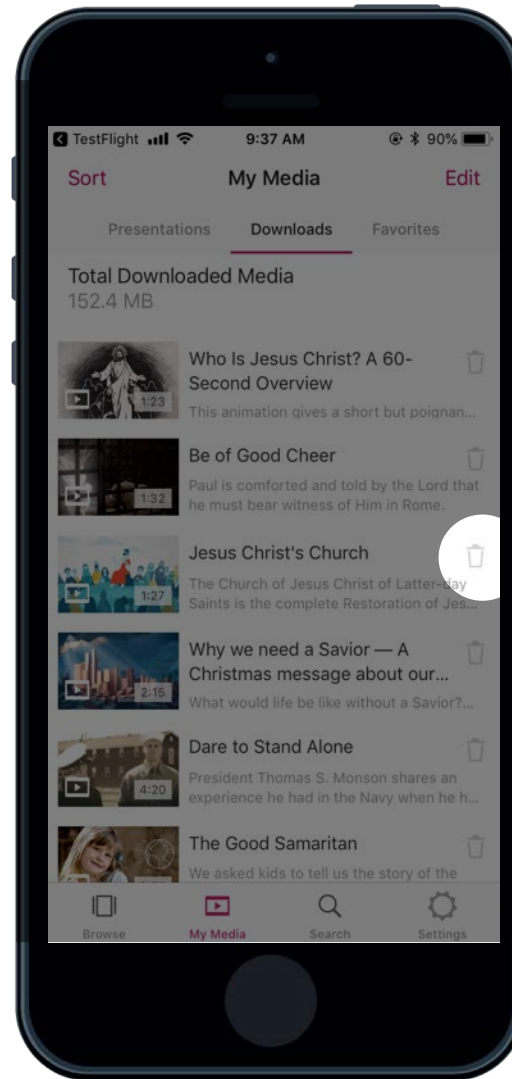 TestFlight 9:37 AM 90%
Sort My Media Edit
Presentations Downloads Favorites
Total Downloaded Media
152.4 MB
Who Is Jesus Christ? A 60-
Second Overview
1:23
This animation gives a short but poignan...
Be of Good Cheer
Paul is comforted and told by the Lord that
1:32
he must bear witness of Him in Rome.
Jesus Christ's Church
The Church of Jesus Christ of Latter-day
1:27
Saints is the complete Restoration of Jes...
Why we need a Savior — A
Christmas message about our...
2:15
What would life be like without a Savior?...
Dare to Stand Alone
President Thomas S. Monson shares an
4:20
experience he had in the Navy when he h...
The Good Samaritan
We asked kids to tell us the story of the
Browse My Media Search Settings